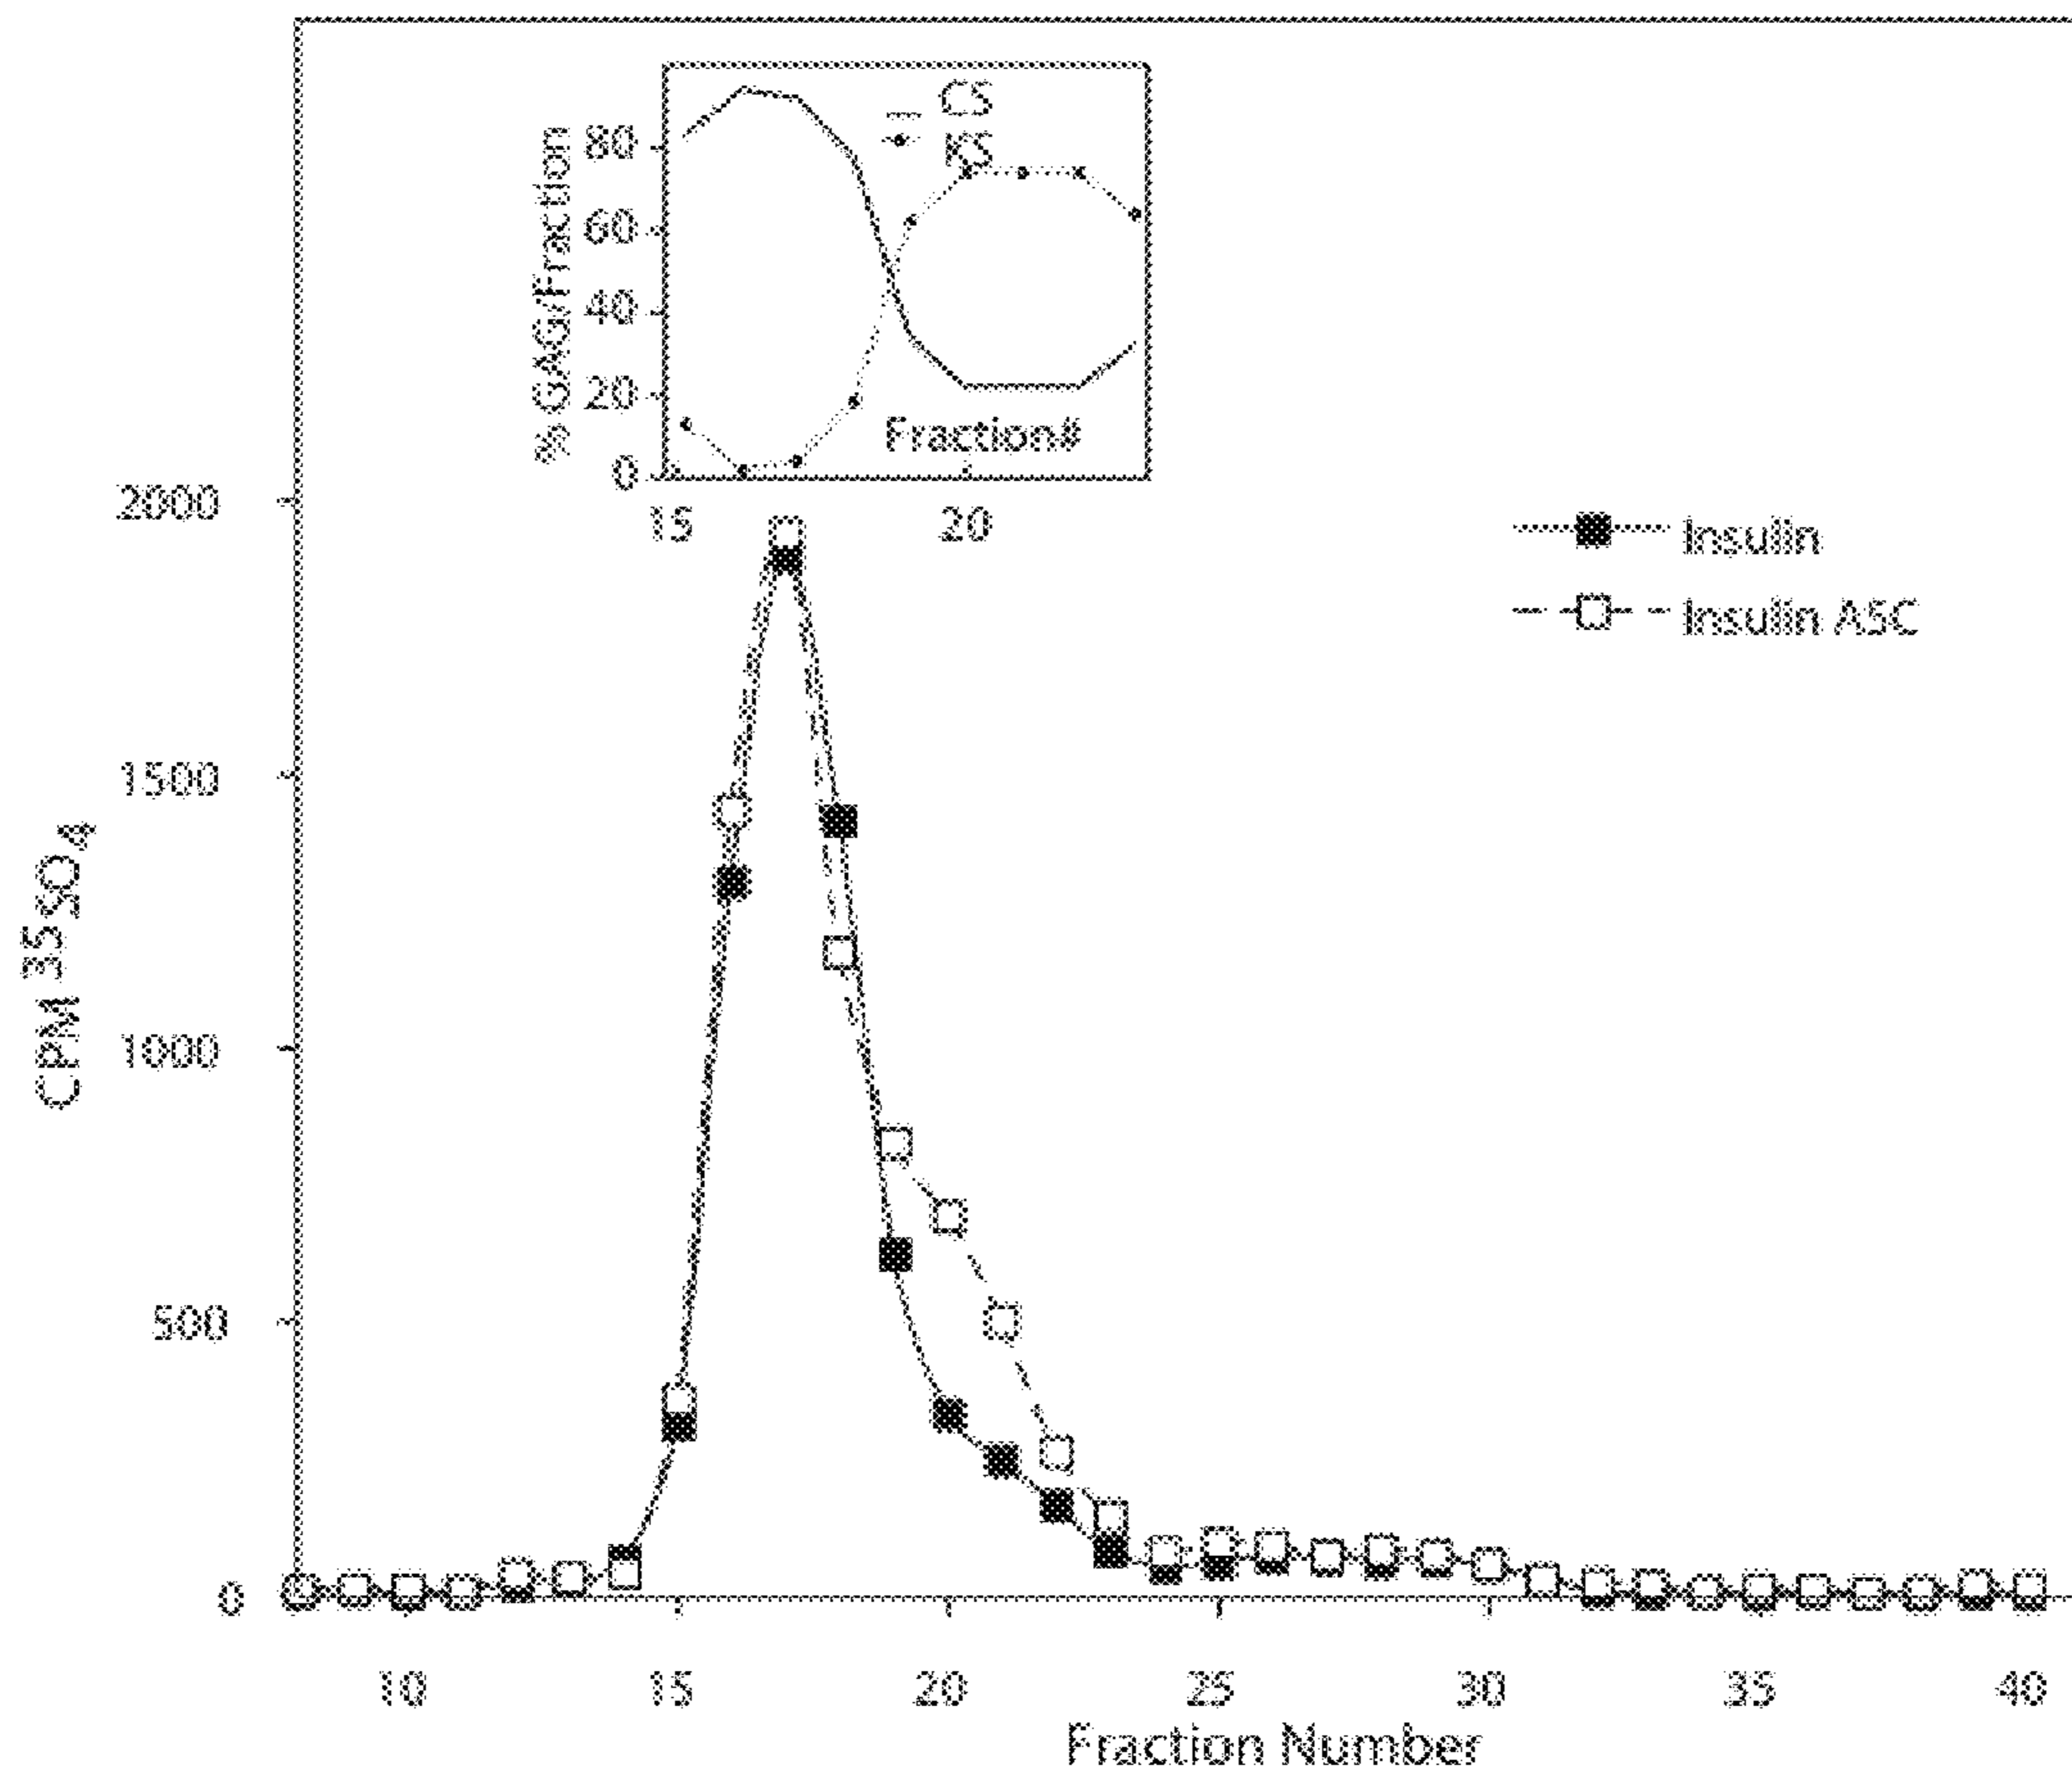 CS
KS
% GAG/Fraction
80
60
40
20
0
Fraction#
15 20
Insulin
Insulin ASC
CPM 35SO4
2000
1500
1000
500
0
10 15 20 25 30 35 40
Fraction Number